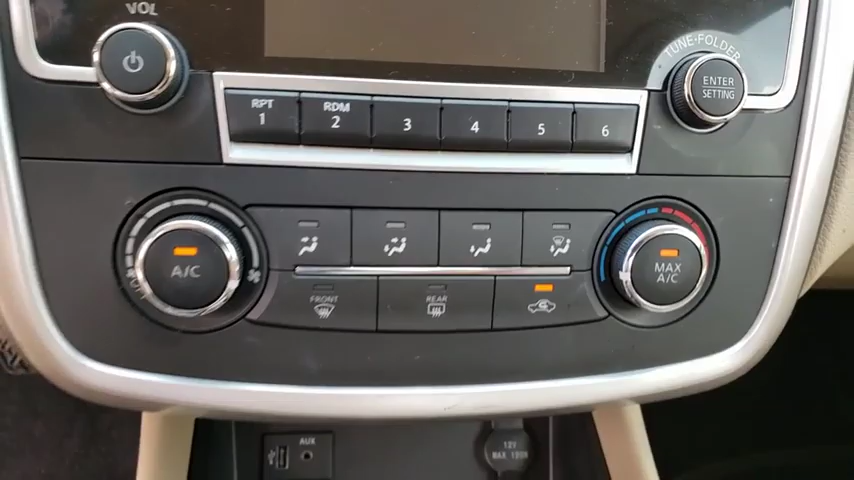 VOL
TUNE·FOLDER
ENTER
SETTING
RPT
1
RDM
2
3
4
5
6
A/C
MAX
A/C
FRONT
REAR
AUX
12V
MAX 120W